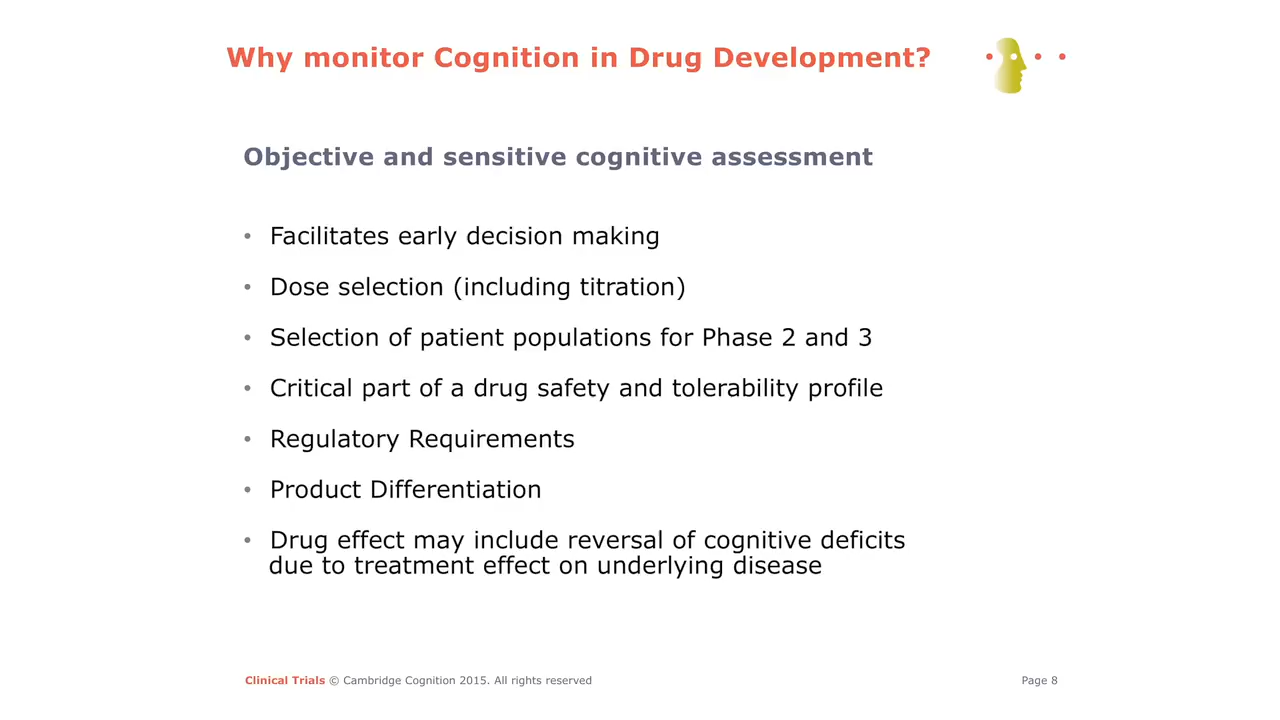 Why monitor Cognition in Drug Development?
Objective and sensitive cognitive assessment
• Facilitates early decision making
• Dose selection (including titration)
• Selection of patient populations for Phase 2 and 3
• Critical part of a drug safety and tolerability profile
• Regulatory Requirements
• Product Differentiation
• Drug effect may include reversal of cognitive deficits
due to treatment effect on underlying disease
Clinical Trials © Cambridge Cognition 2015. All rights reserved
Page 8